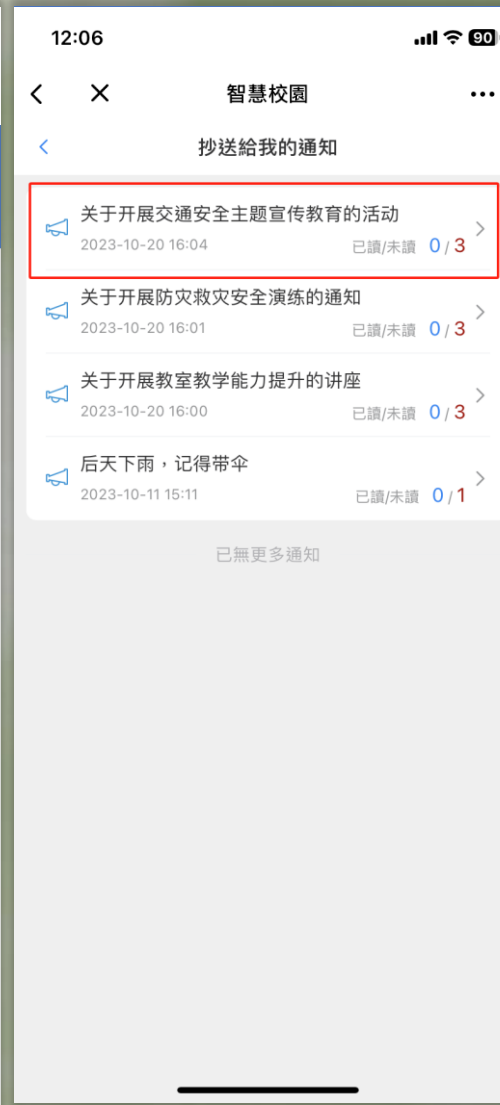 12:06
90
智慧校園
抄送給我的通知
关于开展交通安全主题宣传教育的活动
2023-10-20 16:04 已讀/未讀 0/3
关于开展防灾救灾安全演练的通知
2023-10-20 16:01 已讀/未讀 0/3
关于开展教室教学能力提升的讲座
2023-10-20 16:00 已讀/未讀 0/3
后天下雨，记得带伞
2023-10-11 15:11 已讀/未讀 0/1
已無更多通知